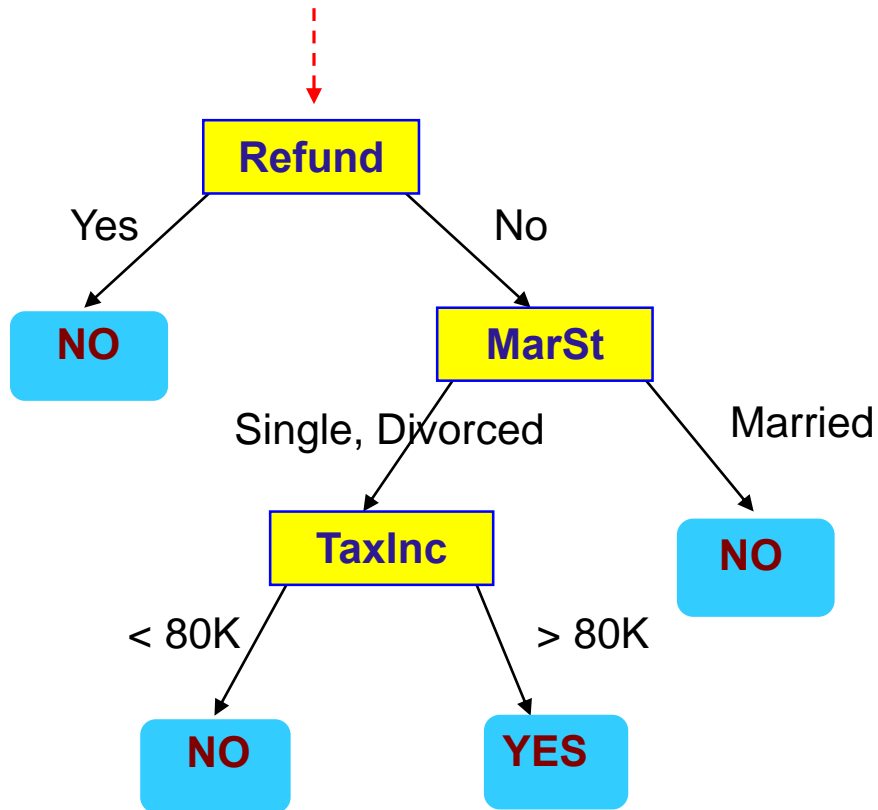 Refund
Yes
No
NO
MarSt
Single, Divorced
Married
TaxInc
NO
< 80K
> 80K
NO
YES